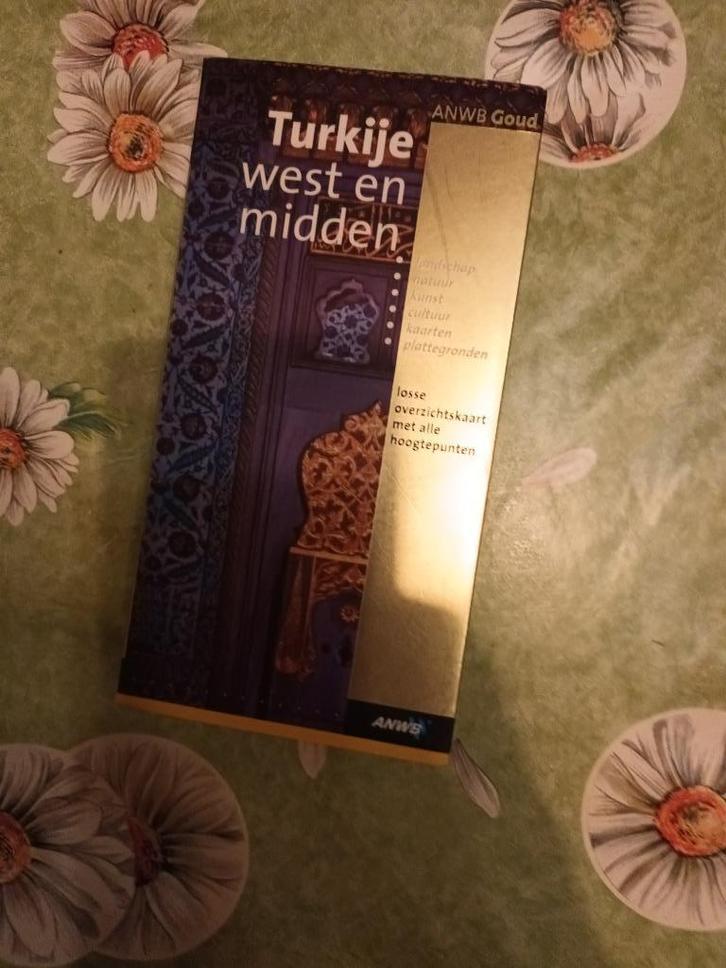 ANWB Goud
Turkije
west en
midden
landschap
natuur
kunst
cultuur
kaarten
plattegronden
losse
overzichtskaart
met alle
hoogtepunten
ANWB